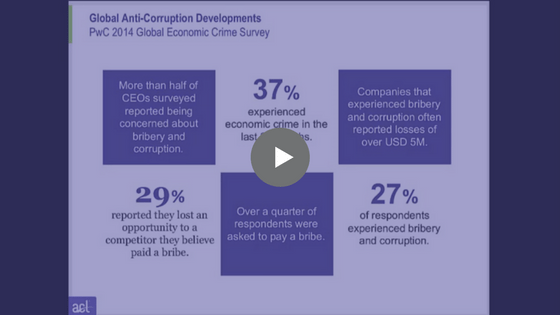 Global Anti-Corruption Developments
PwC 2014 Global Economic Crime Survey
More than half of
CEOs surveyed
reported being
concerned about
bribery and
corruption.
37%
experienced
economic crime in the
last
Companies that
experienced bribery
and corruption often
reported losses of
over USD 5M.
29%
reported they lost an
opportunity to a
competitor they believe
paid a bribe.
Over a quarter of
respondents were
asked to pay a bribe.
27%
of respondents
experienced bribery
and corruption.
acl